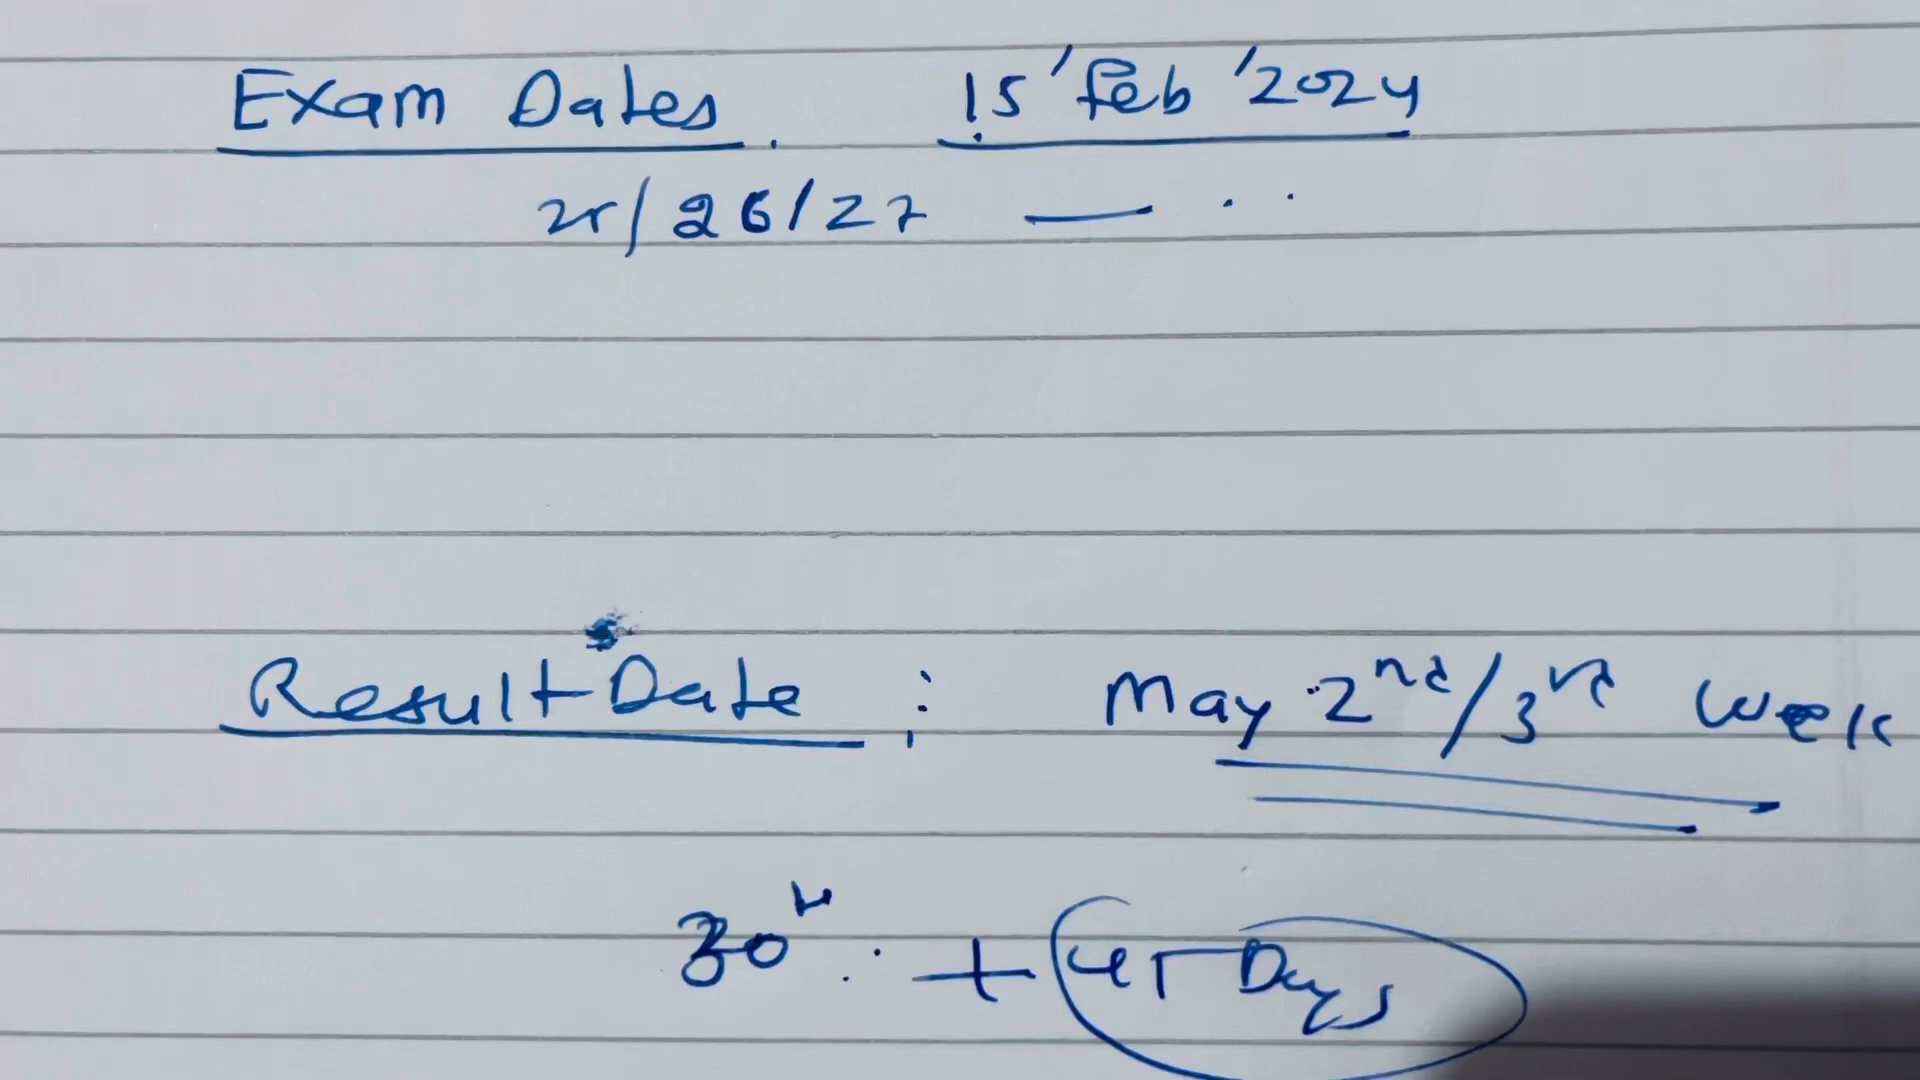 Exam Dates. 15 'Feb '2024
25/26/27 — ..
Result Date : May 2nd/3rd week
30th . + 45 Days